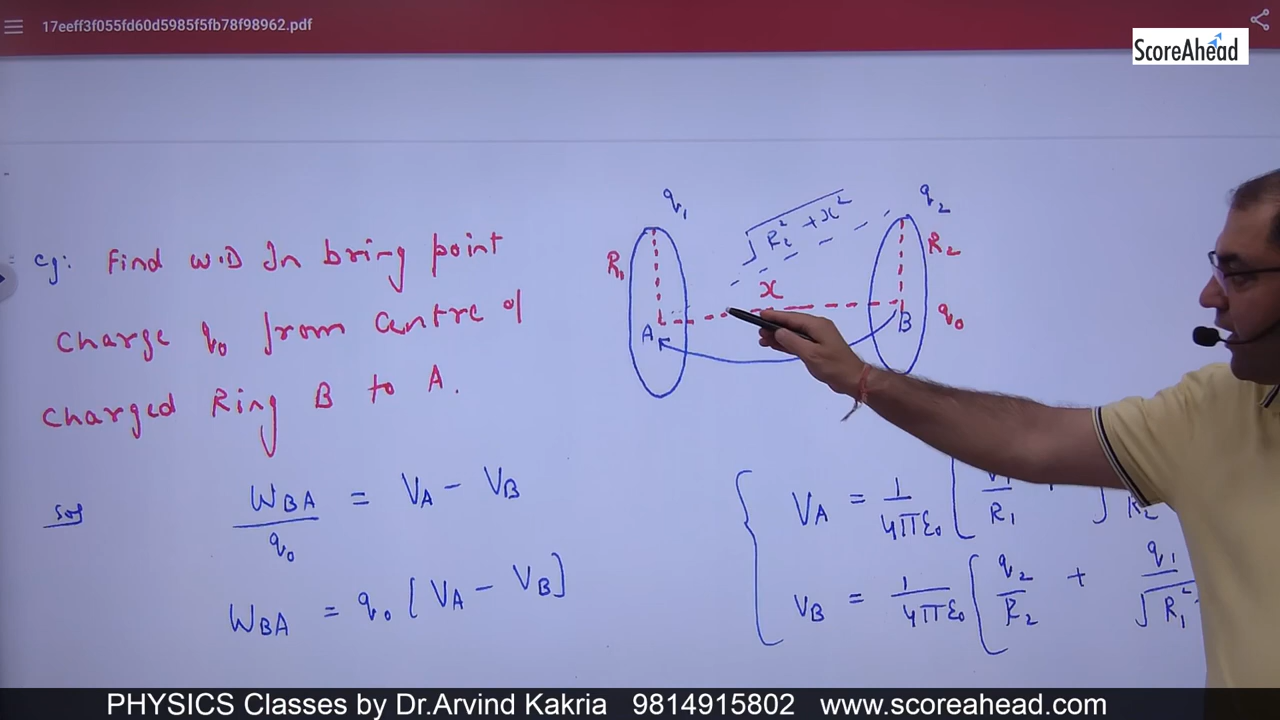 17eeff3f055fd60d5985f5fb78f98962.pdf
ScoreAhead
eg: Find W.D In bring point
Charge q₀ from Centre of
Charged Ring B to A.
Sol
W_BA / q₀ = V_A - V_B
W_BA = q₀ [V_A - V_B]
q₁
R₁
A
√R₂² + x²
x
q₂
R₂
B
q₀
V_A = 1/4πε₀ [ /R₁
V_B = 1/4πε₀ [ q₂/R₂ + q₁/√R₁²
PHYSICS Classes by Dr.Arvind Kakria 9814915802 www.scoreahead.com